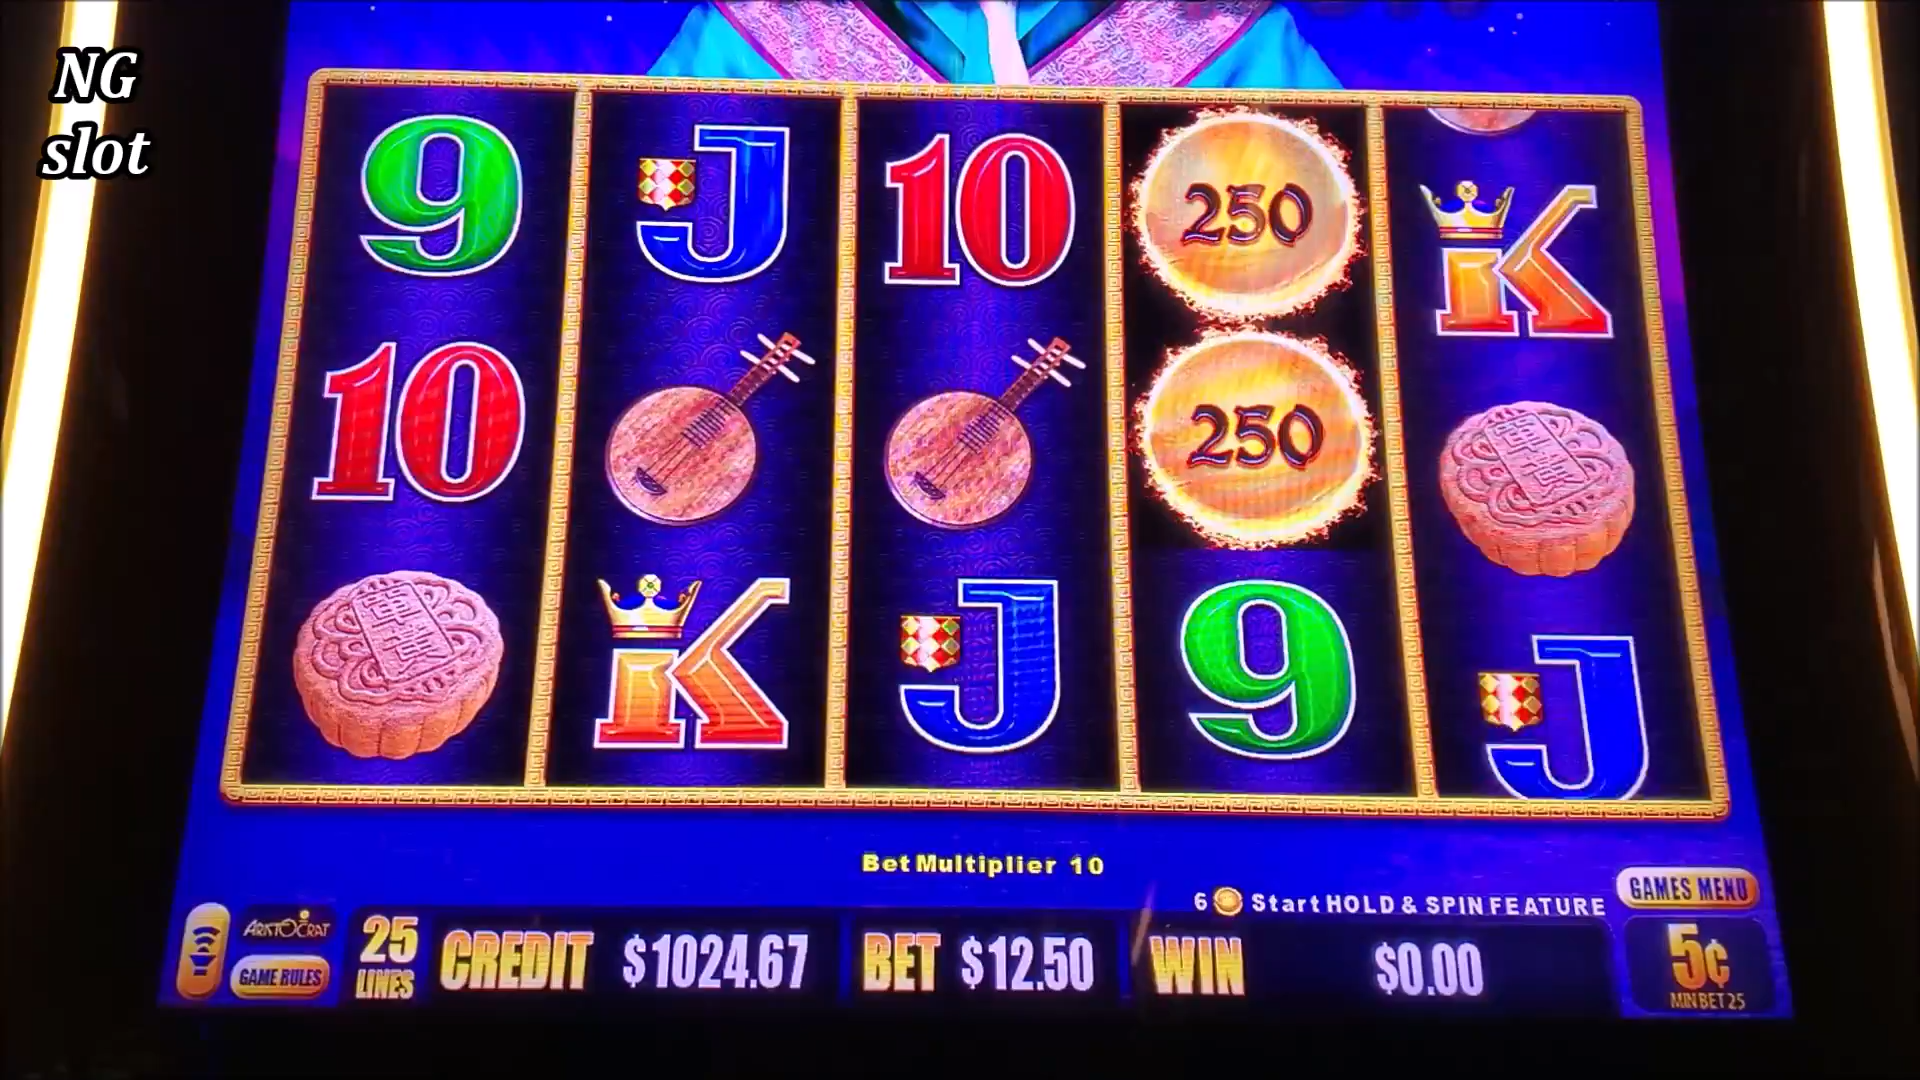 NG
slot
9 J 10 250 K
10 250
K J 9 J
Bet Multiplier 10
6 Start HOLD & SPIN FEATURE
GAMES MENU
ARISTOCRAT
GAME RULES
25
LINES
CREDIT $1024.67
BET $12.50
WIN $0.00
5¢
MIN BET 25